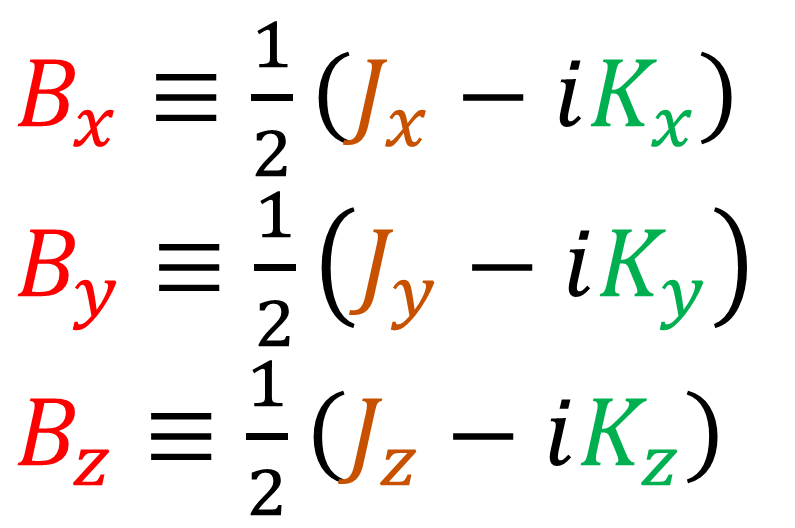 B_x ≡ 1/2 (J_x − iK_x)
B_y ≡ 1/2 (J_y − iK_y)
B_z ≡ 1/2 (J_z − iK_z)